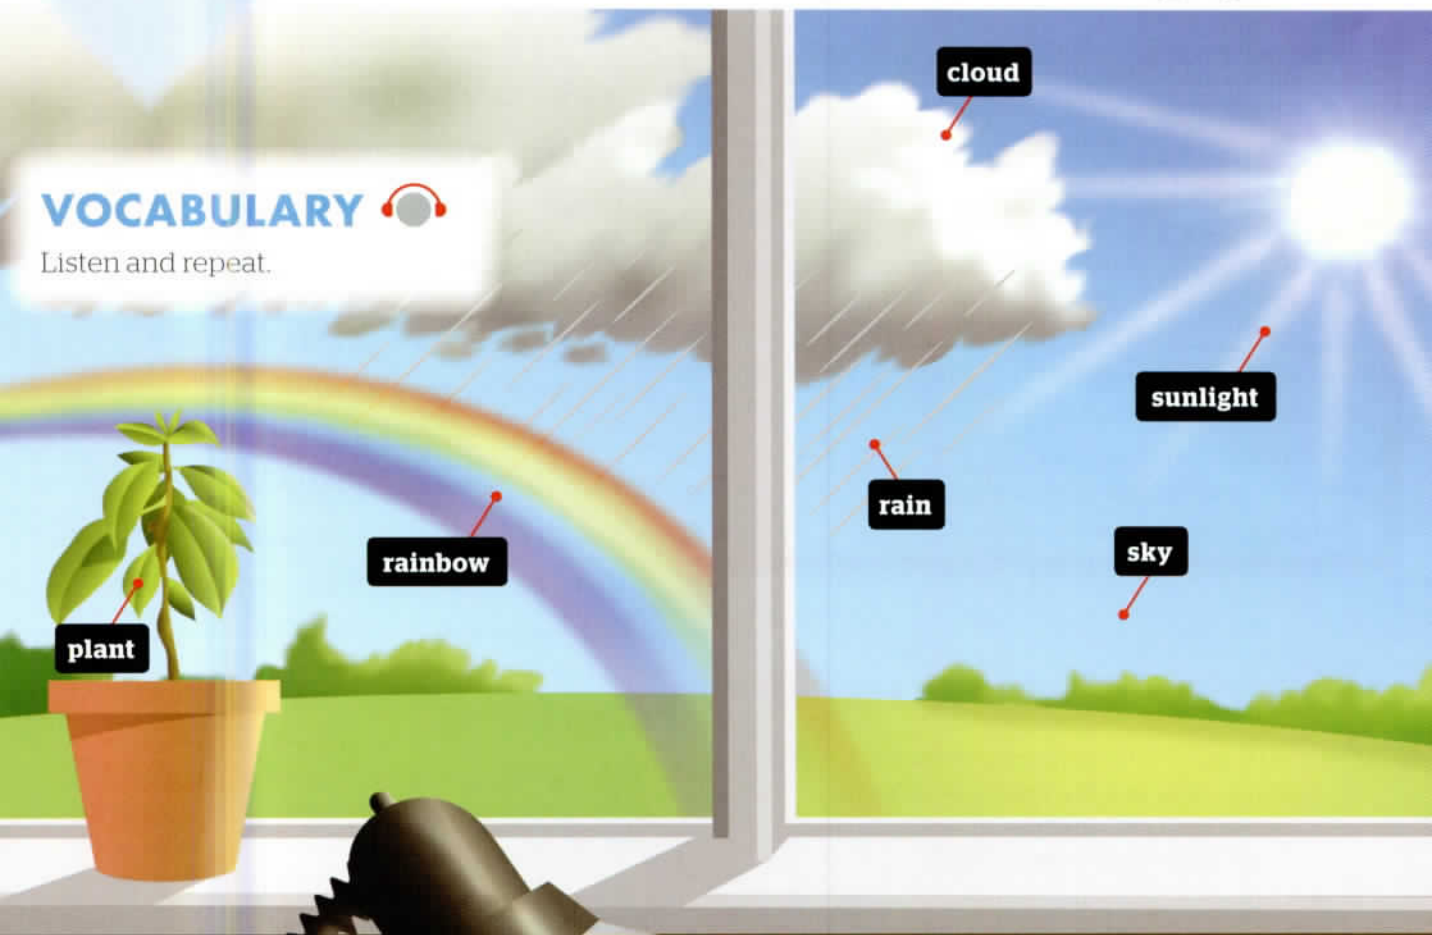 VOCABULARY
Listen and repeat.
cloud
sunlight
rain
sky
rainbow
plant